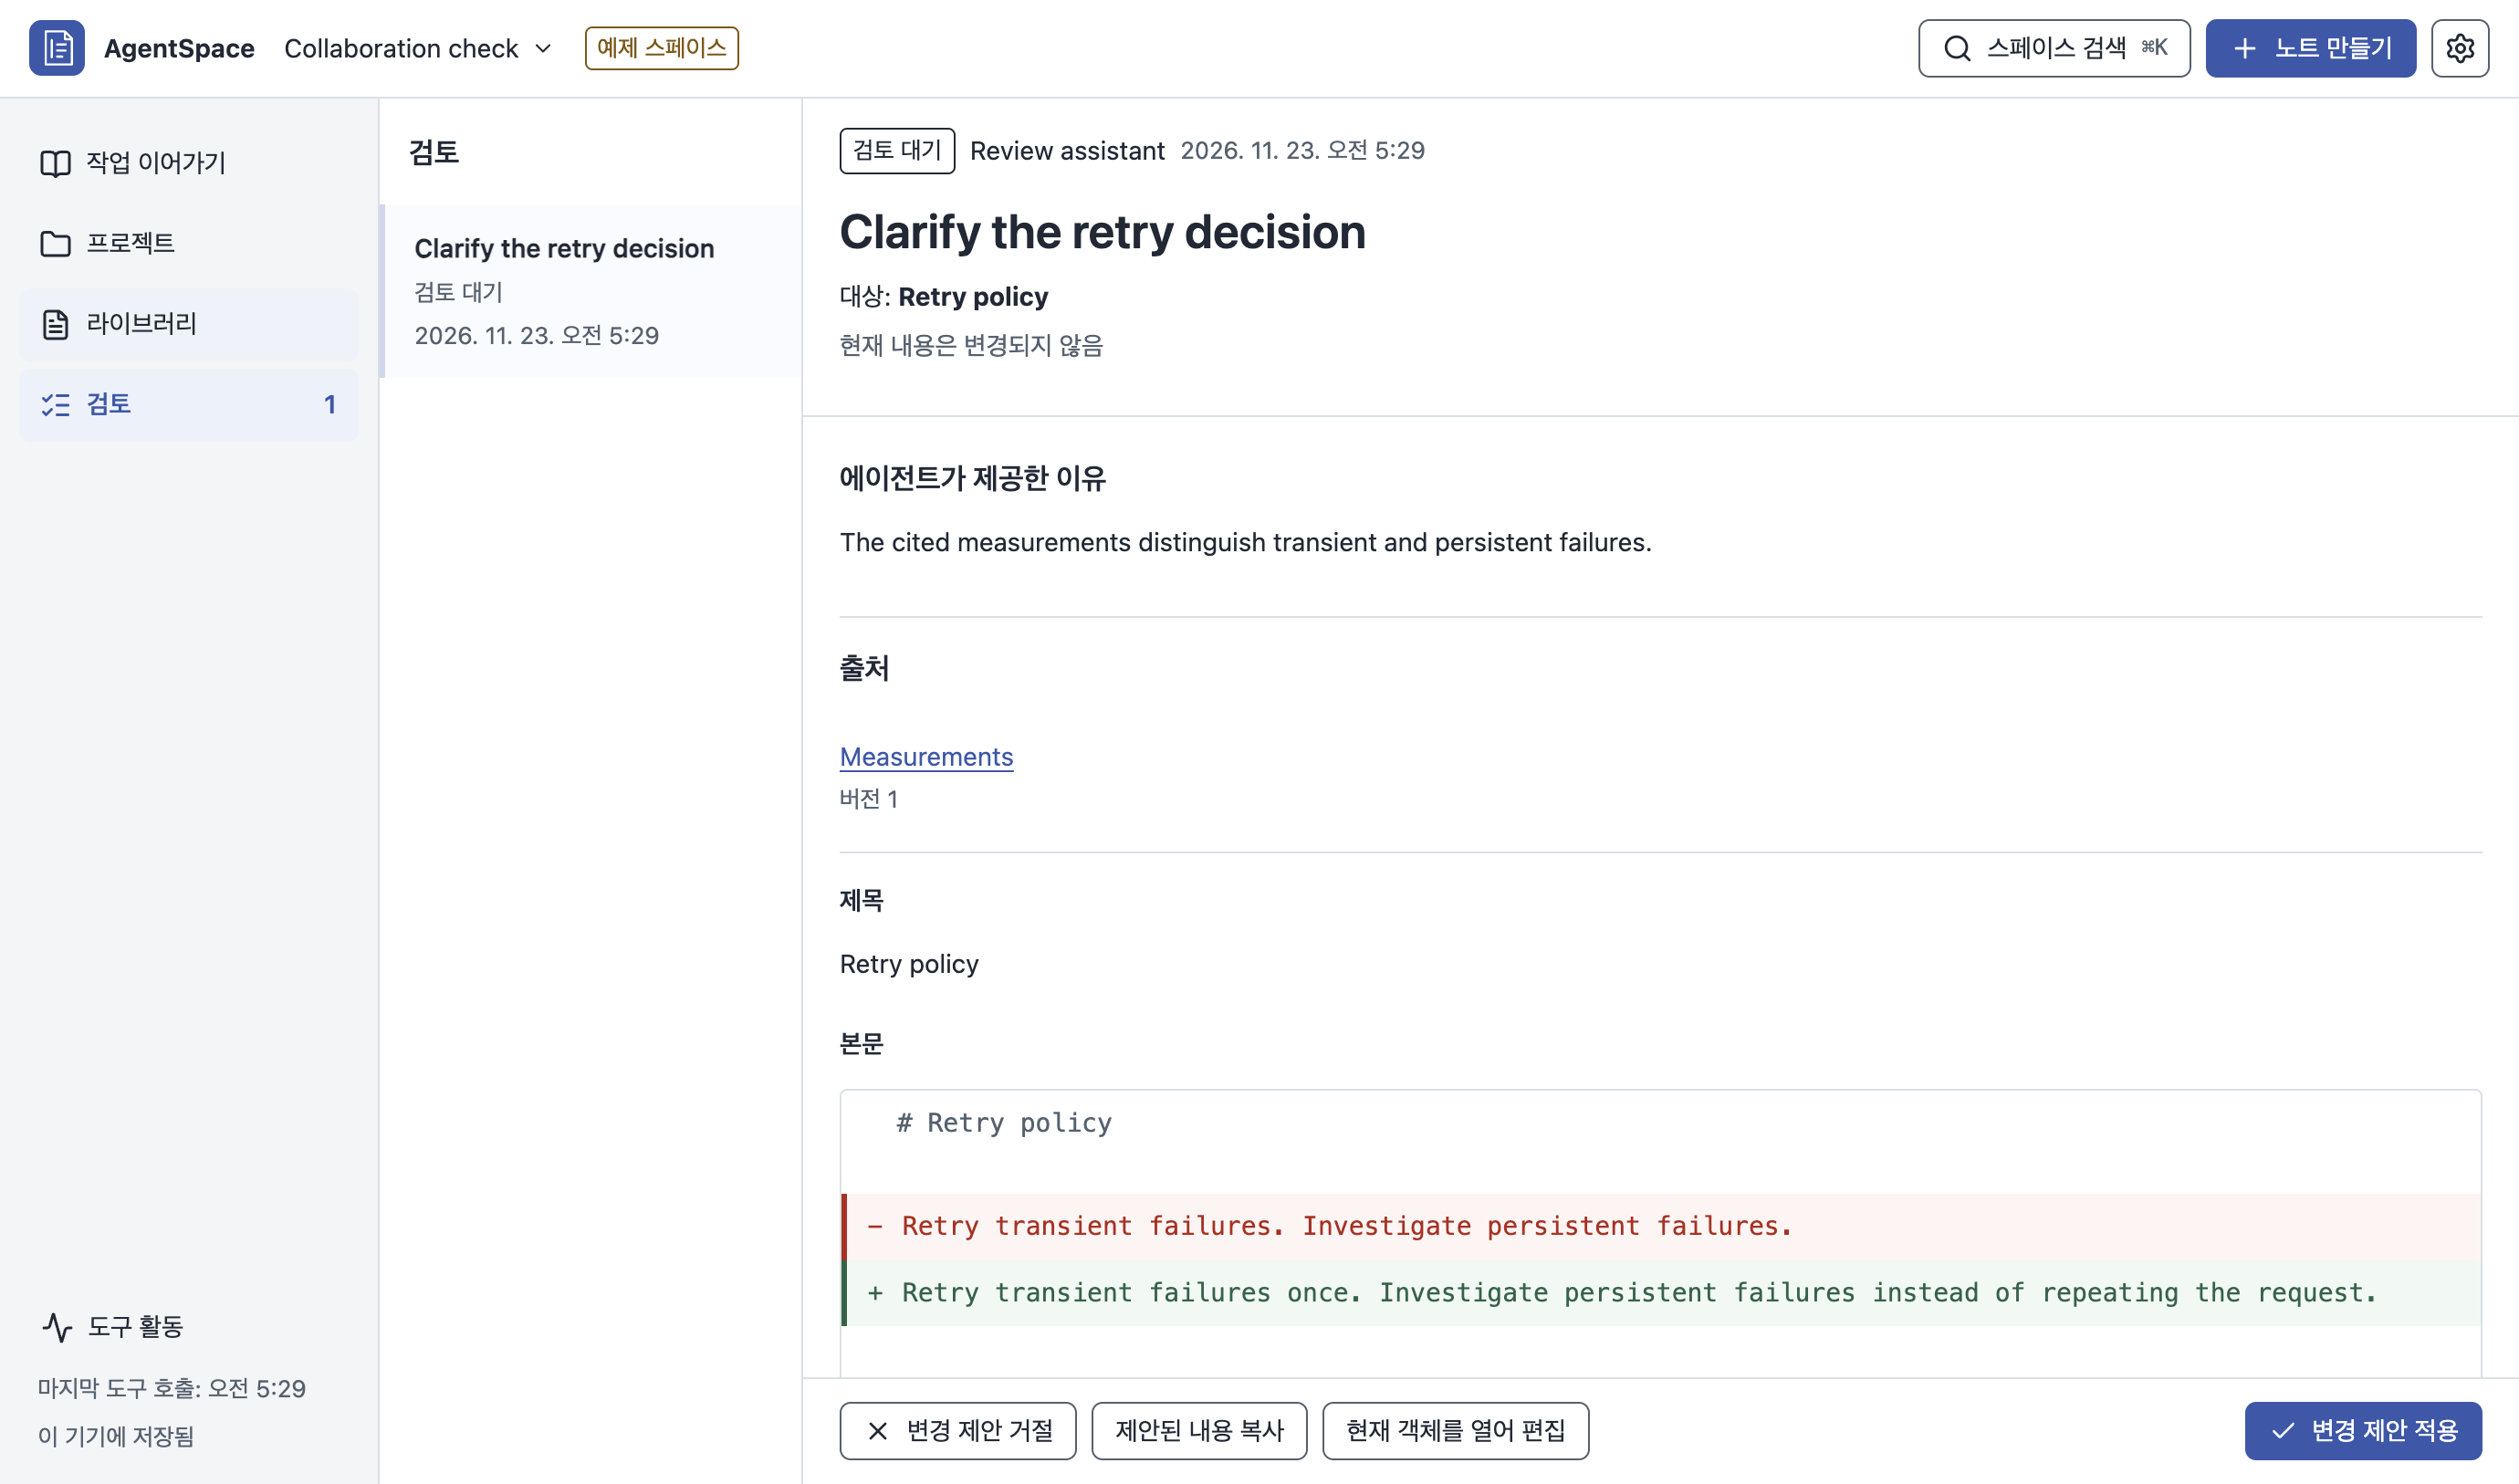 AgentSpace
Collaboration check
예제 스페이스
스페이스 검색 ⌘K
노트 만들기
작업 이어가기
프로젝트
라이브러리
검토 1
도구 활동
마지막 도구 호출: 오전 5:29
이 기기에 저장됨
검토
Clarify the retry decision
검토 대기
2026. 11. 23. 오전 5:29
검토 대기 Review assistant 2026. 11. 23. 오전 5:29
Clarify the retry decision
대상: Retry policy
현재 내용은 변경되지 않음
에이전트가 제공한 이유
The cited measurements distinguish transient and persistent failures.
출처
Measurements
버전 1
제목
Retry policy
본문
# Retry policy
− Retry transient failures. Investigate persistent failures.
+ Retry transient failures once. Investigate persistent failures instead of repeating the request.
변경 제안 거절
제안된 내용 복사
현재 객체를 열어 편집
변경 제안 적용